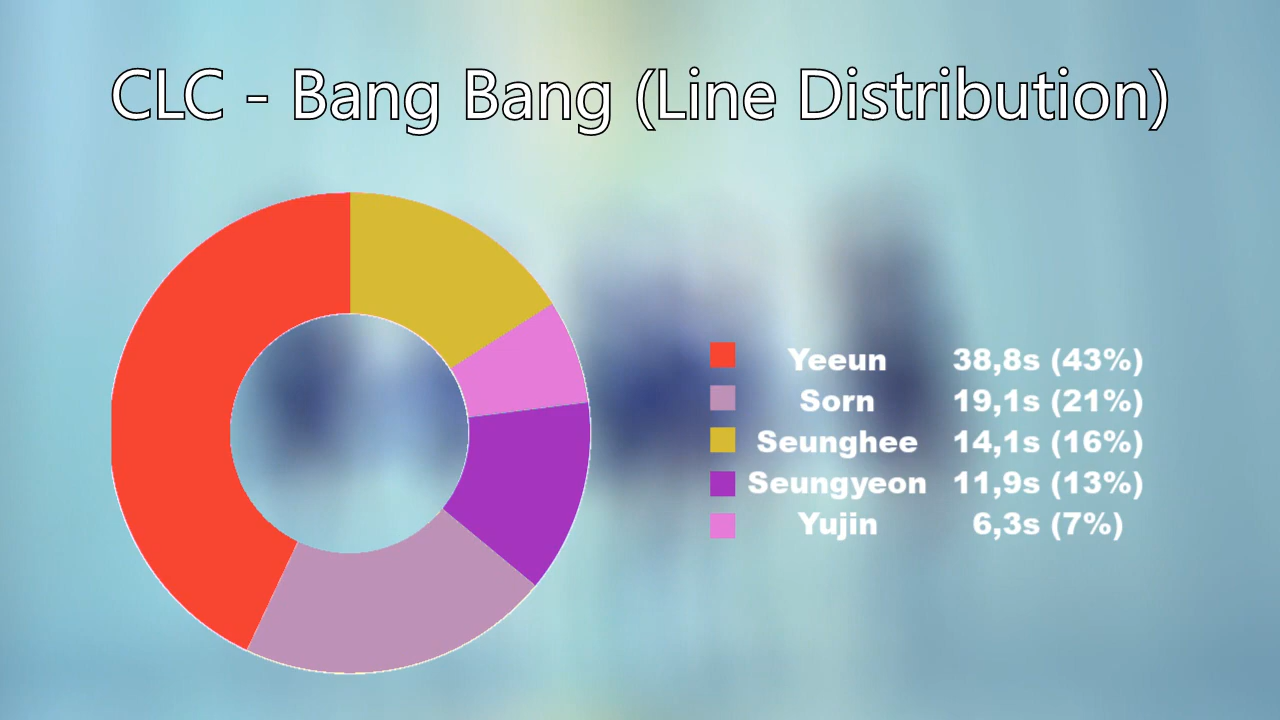 CLC - Bang Bang (Line Distribution)
Yeeun 38,8s (43%)
Sorn 19,1s (21%)
Seunghee 14,1s (16%)
Seungyeon 11,9s (13%)
Yujin 6,3s (7%)